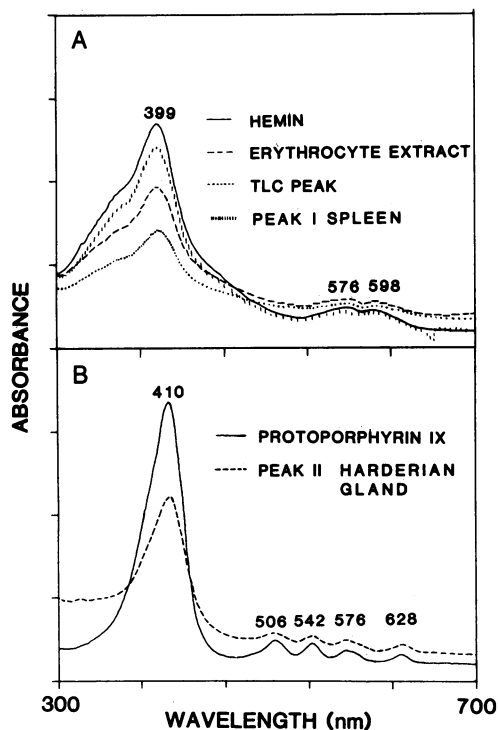 A
399
HEMIN
ERYTHROCYTE EXTRACT
TLC PEAK
PEAK I SPLEEN
576 598
ABSORBANCE
B
410
PROTOPORPHYRIN IX
PEAK II HARDERIAN
GLAND
506 542 576 628
300 700
WAVELENGTH (nm)